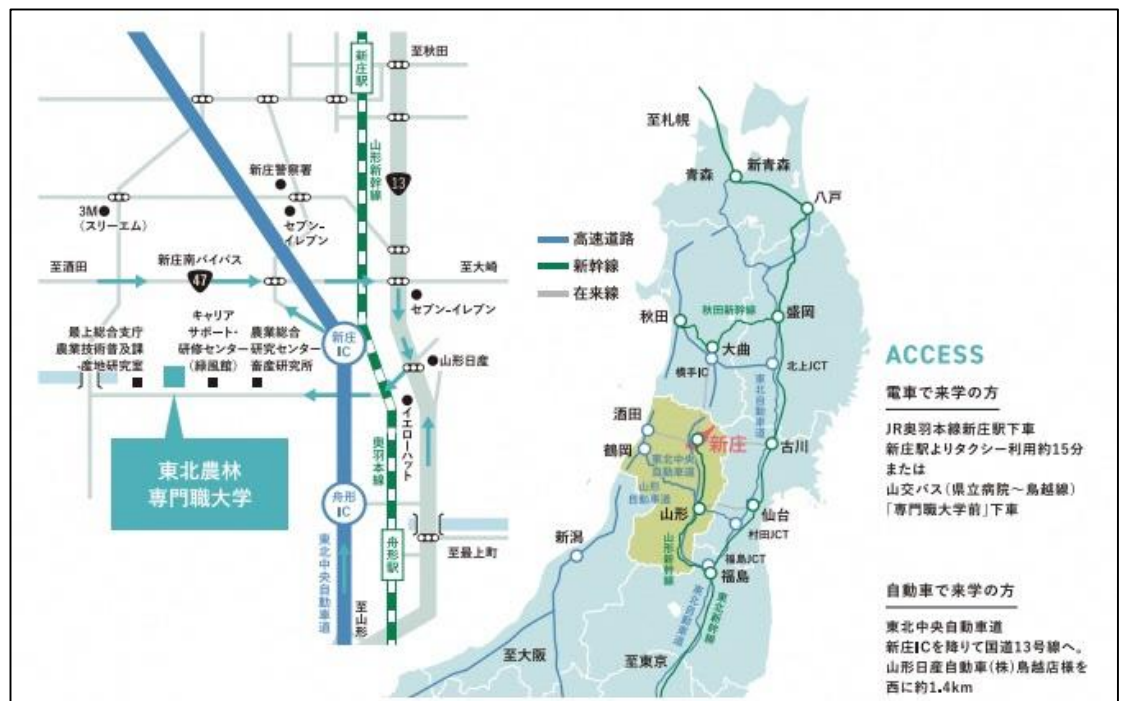 至秋田
新庄駅
山形新幹線
13
新庄警察署
3M
(スリーエム)
セブン-
イレブン
至酒田
新庄南バイパス
47
至大崎
セブン-イレブン
最上総合支庁
農業技術普及課
産地研究室
キャリア
サポート・
研修センター
(緑風館)
農業総合
研究センター
畜産研究所
新庄
IC
山形日産
イエローハット
奥羽本線
東北農林
専門職大学
舟形
IC
舟形駅
至最上町
東北中央自動車道
至山形
高速道路
新幹線
在来線
至札幌
新青森
青森
八戸
秋田新幹線
秋田
盛岡
大曲
横手IC
北上JCT
東北自動車道
酒田
新庄
鶴岡
古川
東北中央
自動車道
山形
自動車道
山形
仙台
村田JCT
新潟
山形新幹線
福島JCT
福島
東北自動車道
東北新幹線
至大阪
至東京
ACCESS
電車で来学の方
JR奥羽本線新庄駅下車
新庄駅よりタクシー利用約15分
または
山交バス(県立病院〜鳥越線)
「専門職大学前」下車
自動車で来学の方
東北中央自動車道
新庄ICを降りて国道13号線へ。
山形日産自動車(株)鳥越店様を
西に約1.4km